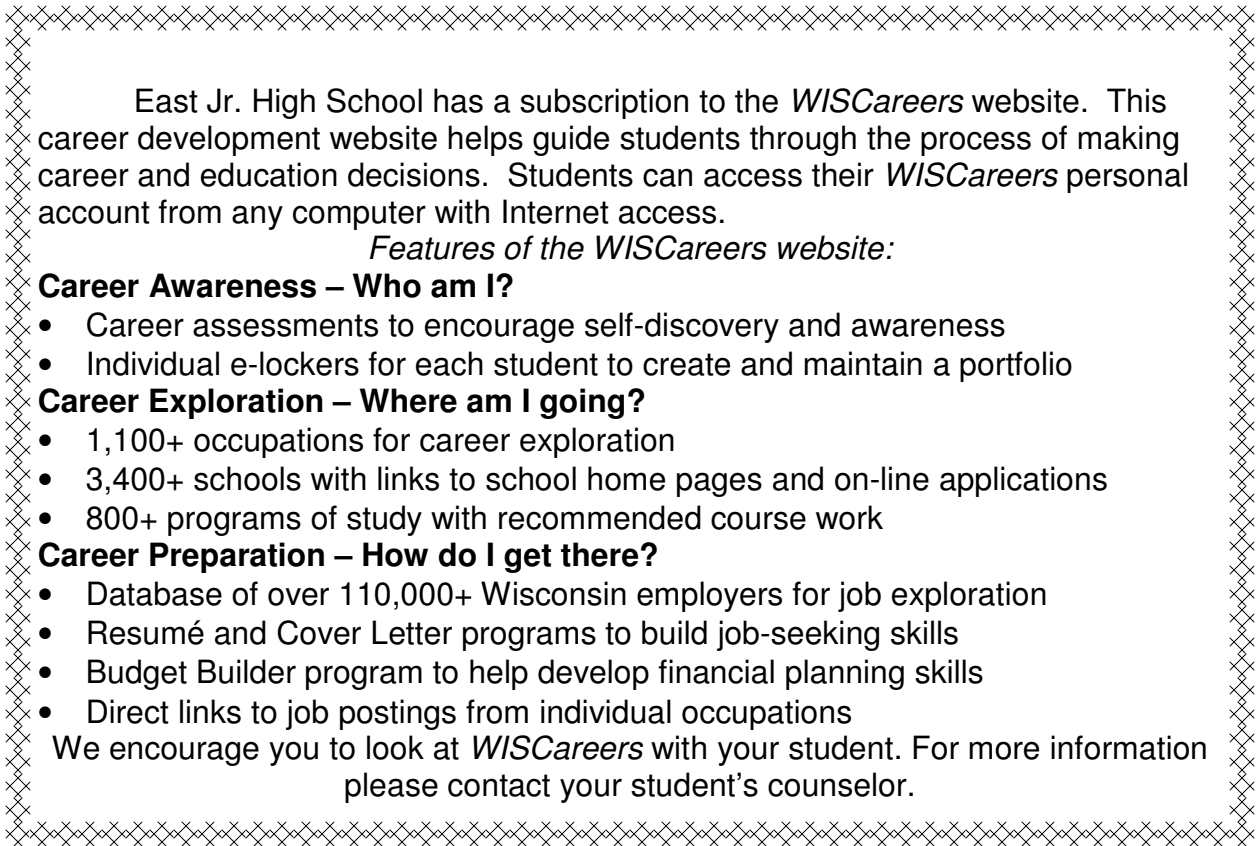 East Jr. High School has a subscription to the WISCareers website.  This
career development website helps guide students through the process of making
career and education decisions.  Students can access their WISCareers personal
account from any computer with Internet access.
Features of the WISCareers website:
Career Awareness – Who am I?
• Career assessments to encourage self-discovery and awareness
• Individual e-lockers for each student to create and maintain a portfolio
Career Exploration – Where am I going?
• 1,100+ occupations for career exploration
• 3,400+ schools with links to school home pages and on-line applications
• 800+ programs of study with recommended course work
Career Preparation – How do I get there?
• Database of over 110,000+ Wisconsin employers for job exploration
• Resumé and Cover Letter programs to build job-seeking skills
• Budget Builder program to help develop financial planning skills
• Direct links to job postings from individual occupations
We encourage you to look at WISCareers with your student. For more information
please contact your student’s counselor.